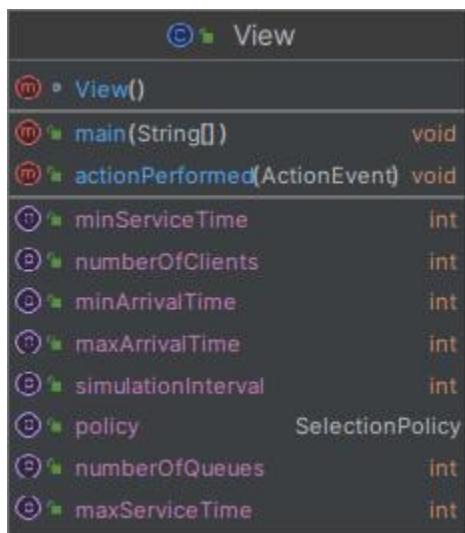 View
View()
main(String[]) void
actionPerformed(ActionEvent) void
minServiceTime int
numberOfClients int
minArrivalTime int
maxArrivalTime int
simulationInterval int
policy SelectionPolicy
numberOfQueues int
maxServiceTime int